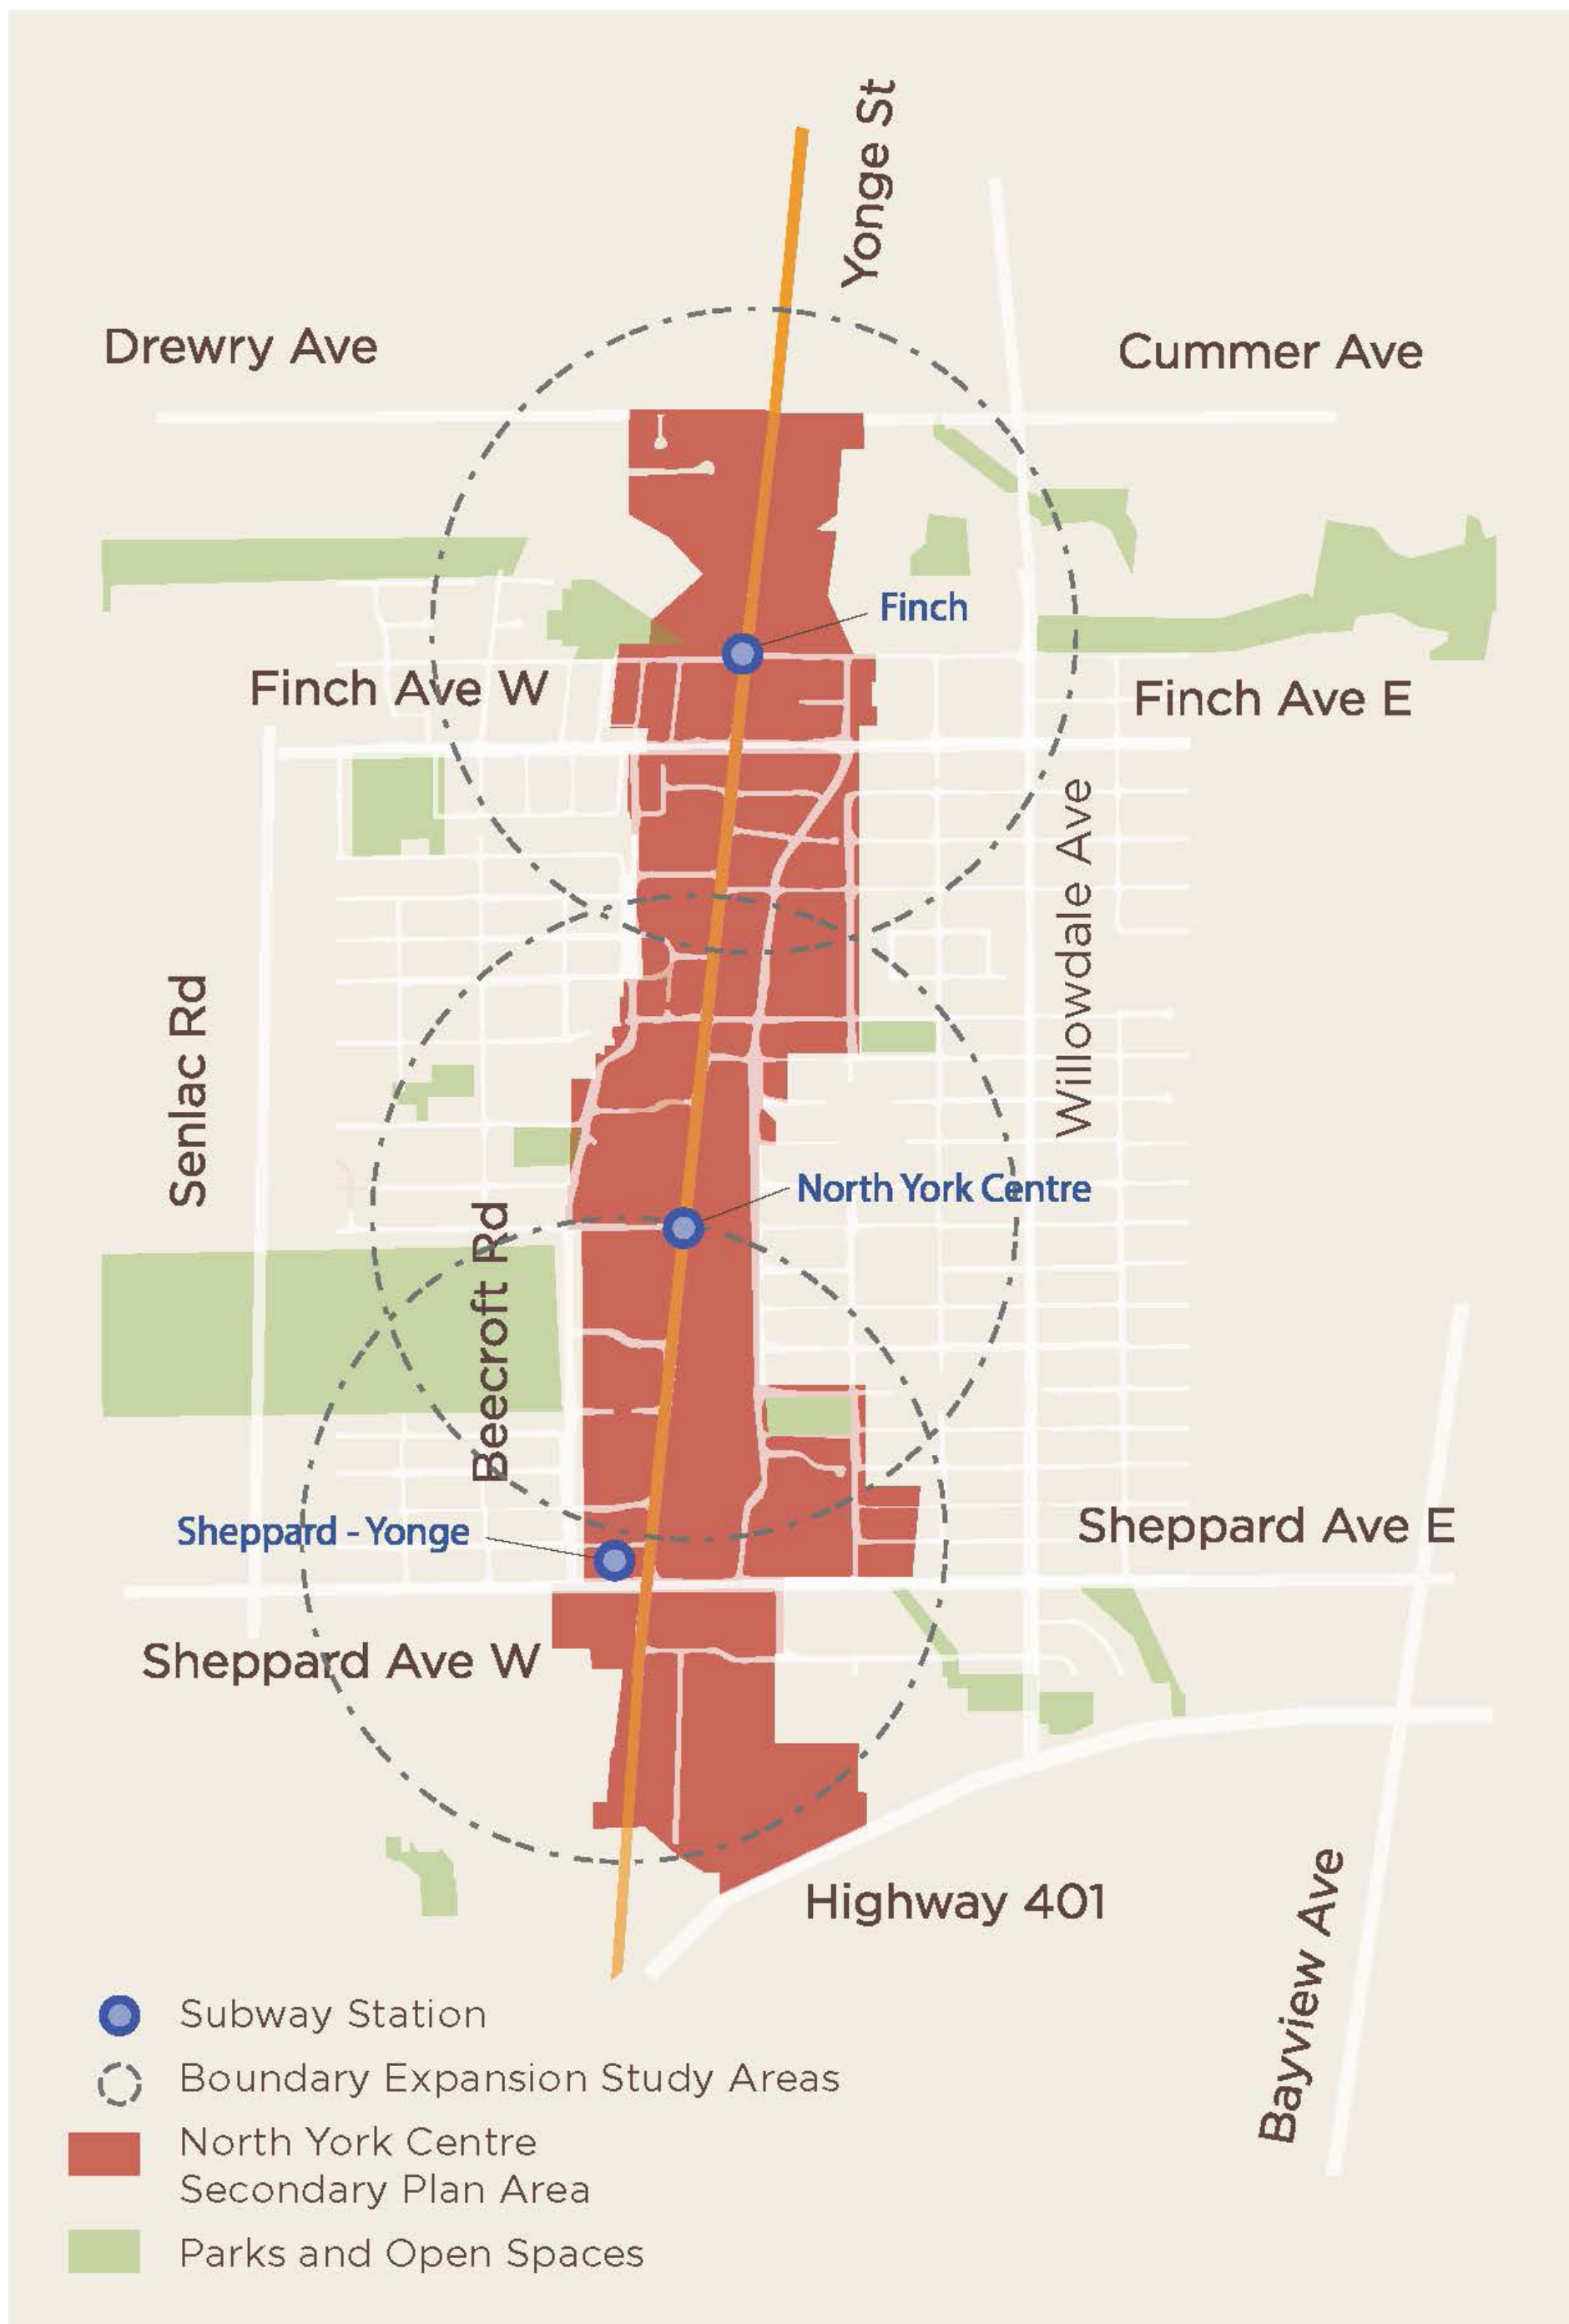 Yonge St
Drewry Ave
Cummer Ave
Finch
Finch Ave W
Finch Ave E
Willowdale Ave
Senlac Rd
North York Centre
Beecroft Rd
Sheppard - Yonge
Sheppard Ave E
Sheppard Ave W
Highway 401
Bayview Ave
Subway Station
Boundary Expansion Study Areas
North York Centre
Secondary Plan Area
Parks and Open Spaces